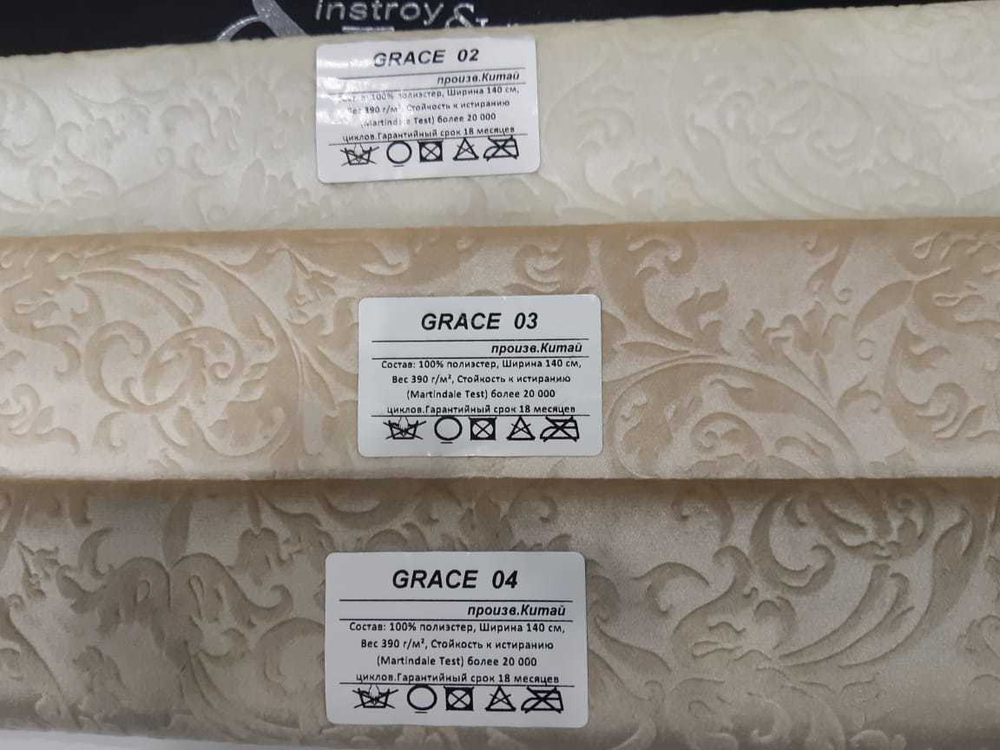 instroy &
GRACE 02
произв.Китай
100% полиэстер, Ширина 140 см,
Вес 390 г/м², Стойкость к истиранию
(Martindale Test) более 20 000
циклов.Гарантийный срок 18 месяцев
GRACE 03
произв.Китай
Состав: 100% полиэстер, Ширина 140 см,
Вес 390 г/м², Стойкость к истиранию
(Martindale Test) более 20 000
циклов.Гарантийный срок 18 месяцев
GRACE 04
произв.Китай
Состав: 100% полиэстер, Ширина 140 см,
Вес 390 г/м², Стойкость к истиранию
(Martindale Test) более 20 000
циклов.Гарантийный срок 18 месяцев